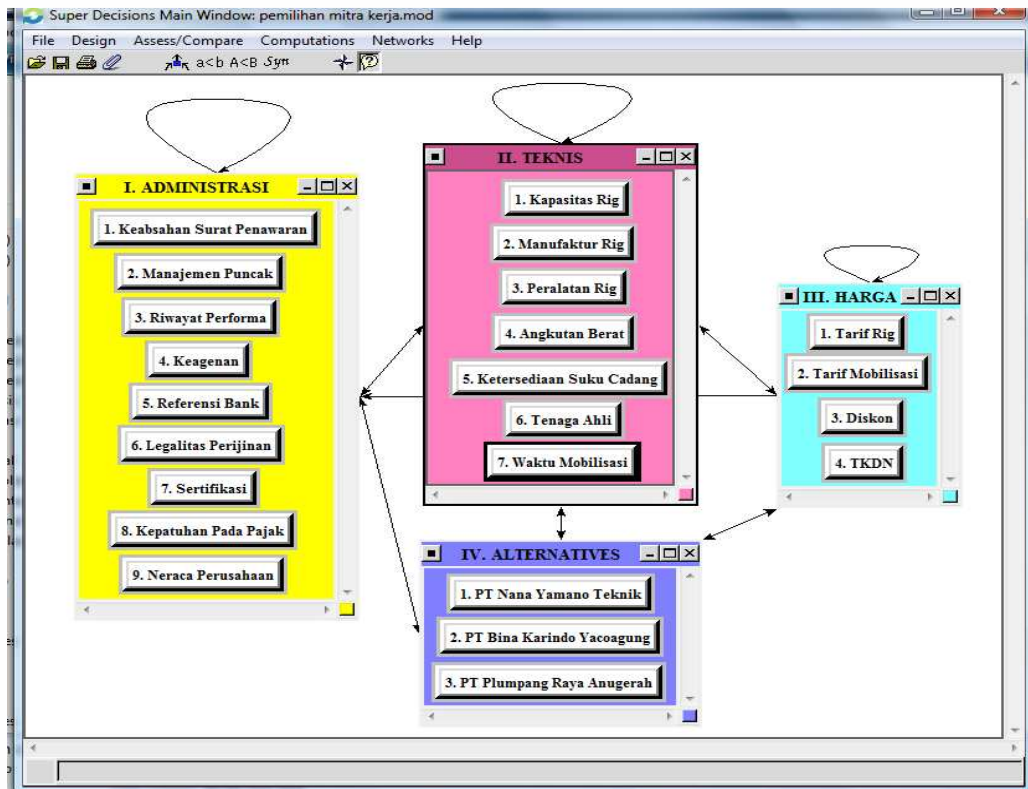 Super Decisions Main Window: pemilihan mitra kerja.mod
File Design Assess/Compare Computations Networks Help
a<b A<B Syn
I. ADMINISTRASI
1. Keabsahan Surat Penawaran
2. Manajemen Puncak
3. Riwayat Performa
4. Keagenan
5. Referensi Bank
6. Legalitas Perijinan
7. Sertifikasi
8. Kepatuhan Pada Pajak
9. Neraca Perusahaan
II. TEKNIS
1. Kapasitas Rig
2. Manufaktur Rig
3. Peralatan Rig
4. Angkutan Berat
5. Ketersediaan Suku Cadang
6. Tenaga Ahli
7. Waktu Mobilisasi
III. HARGA
1. Tarif Rig
2. Tarif Mobilisasi
3. Diskon
4. TKDN
IV. ALTERNATIVES
1. PT Nana Yamano Teknik
2. PT Bina Karindo Yacoagung
3. PT Plumpang Raya Anugerah